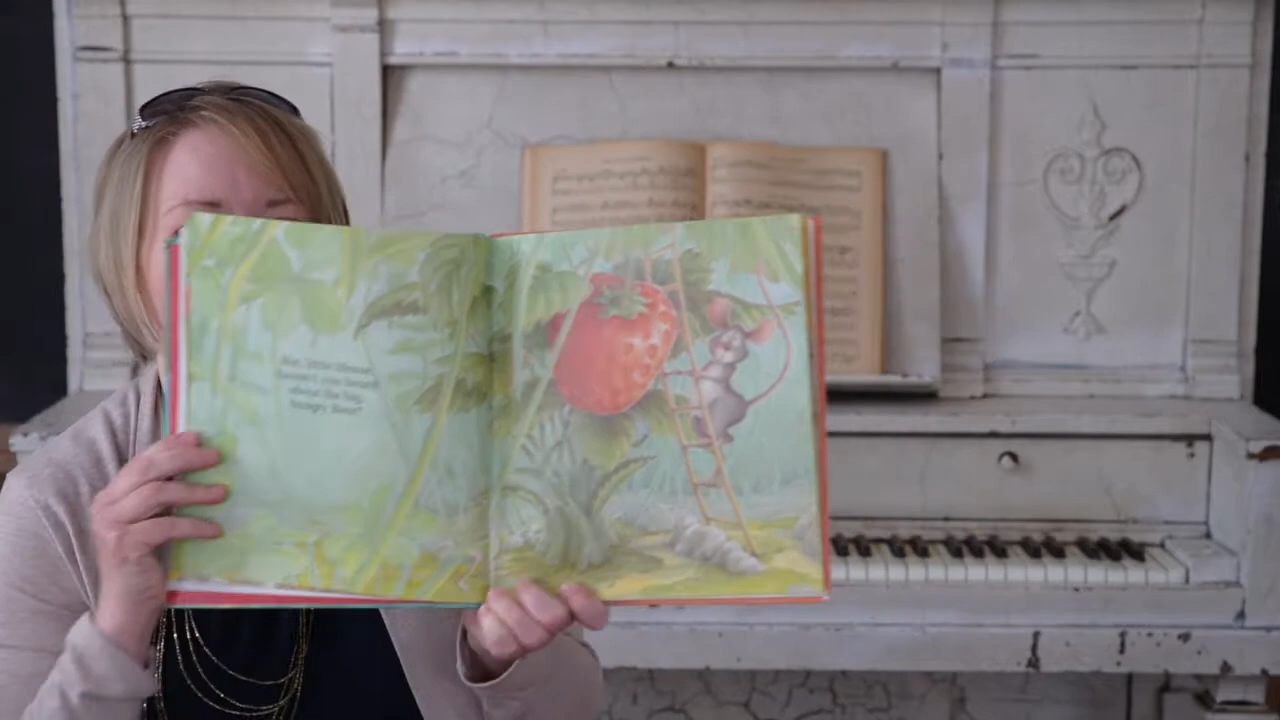 But, little Mouse,
haven't you heard
about the big,
hungry Bear?